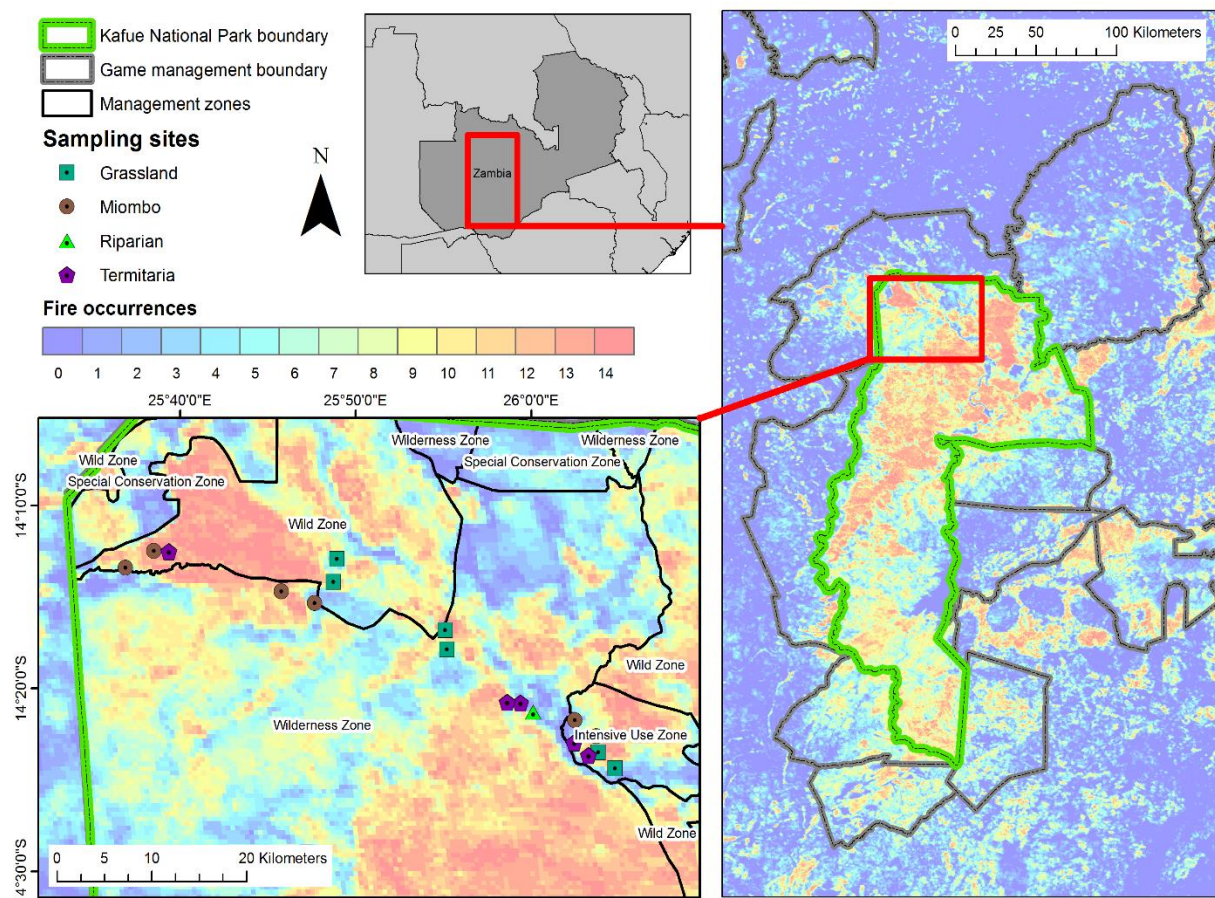 Kafue National Park boundary
Game management boundary
Management zones
Sampling sites
Grassland
Miombo
Riparian
Termitaria
N
Zambia
Fire occurrences
0 1 2 3 4 5 6 7 8 9 10 11 12 13 14
0 25 50 100 Kilometers
25°40'0"E 25°50'0"E 26°0'0"E
14°10'0"S
14°20'0"S
4°30'0"S
Wild Zone
Special Conservation Zone
Wilderness Zone
Wilderness Zone
Special Conservation Zone
Wild Zone
Wild Zone
Wilderness Zone
Intensive Use Zone
Wild Zone
0 5 10 20 Kilometers